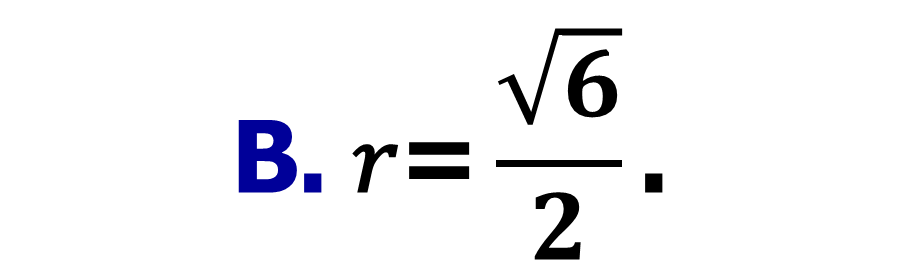 B. r = √6/2.